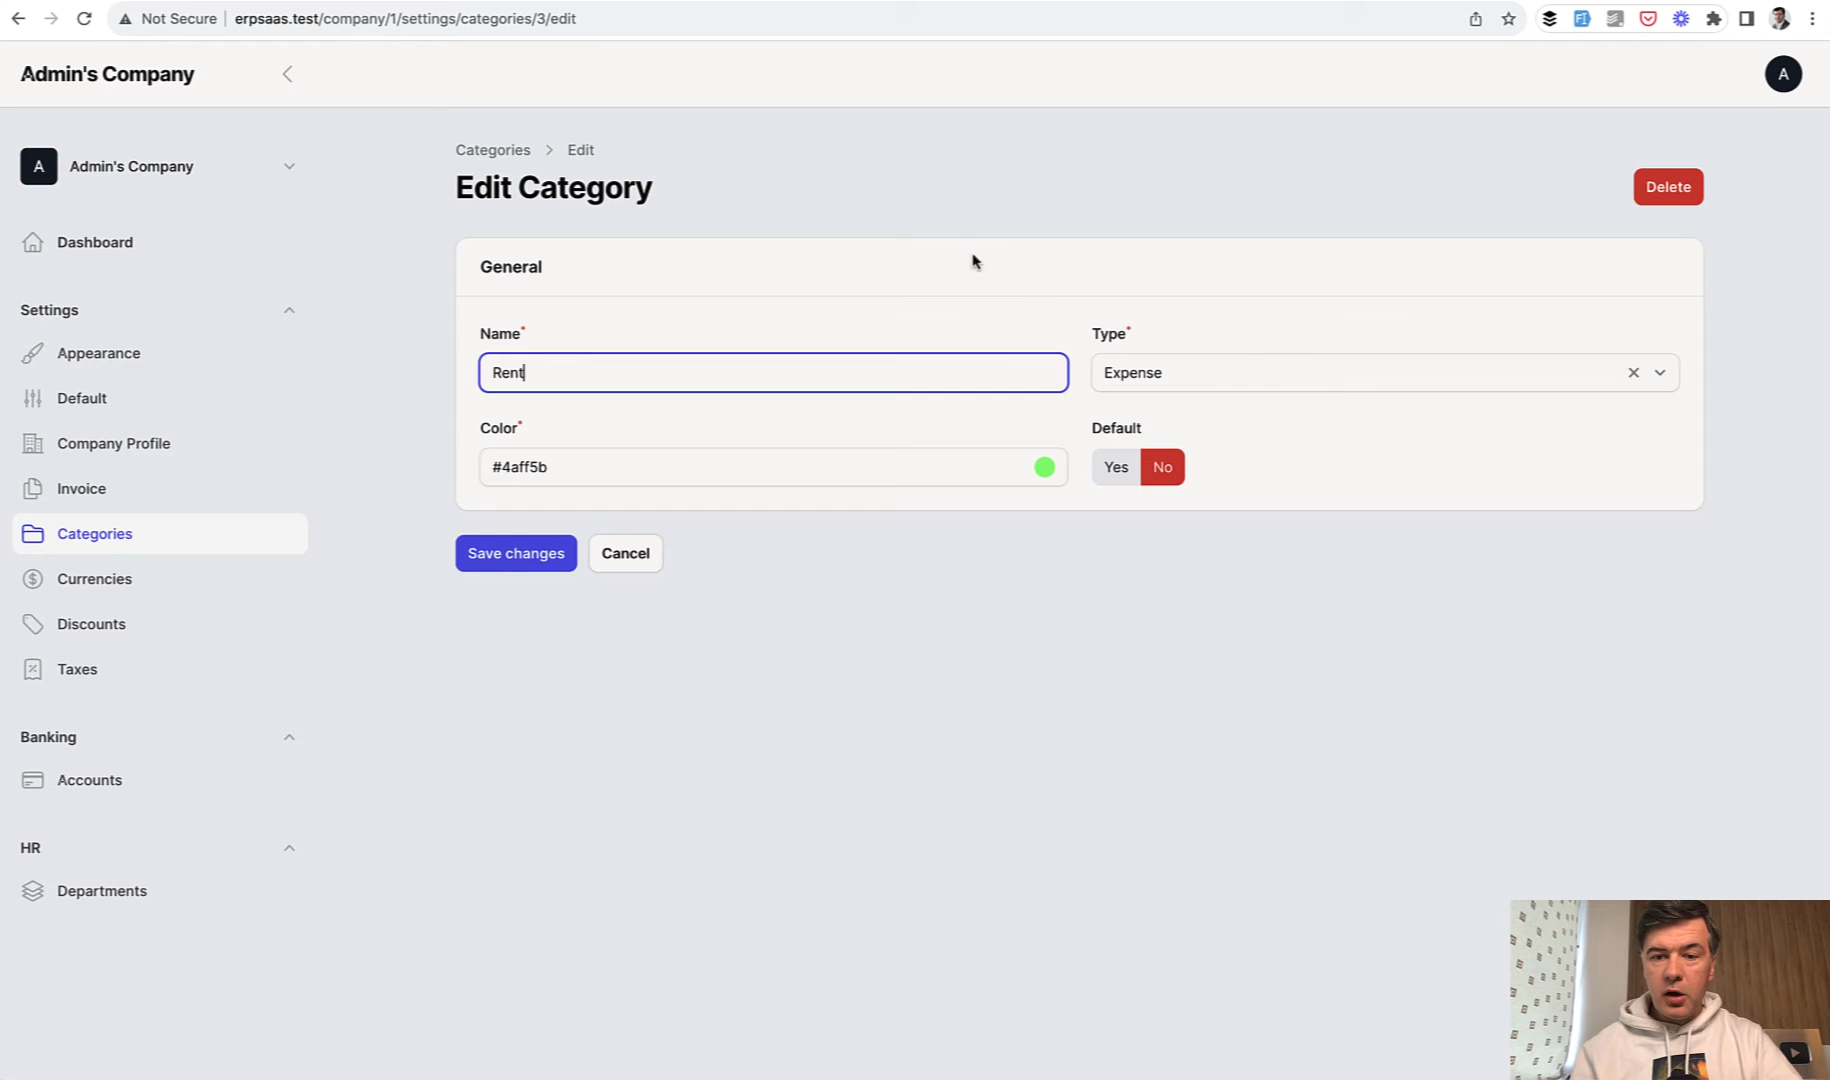 Not Secure erpsaas.test/company/1/settings/categories/3/edit
Admin's Company
A
A Admin's Company
Dashboard
Settings
Appearance
Default
Company Profile
Invoice
Categories
Currencies
Discounts
Taxes
Banking
Accounts
HR
Departments
Categories > Edit
Edit Category
Delete
General
Name*
Rent
Type*
Expense
Color*
#4aff5b
Default
Yes No
Save changes Cancel